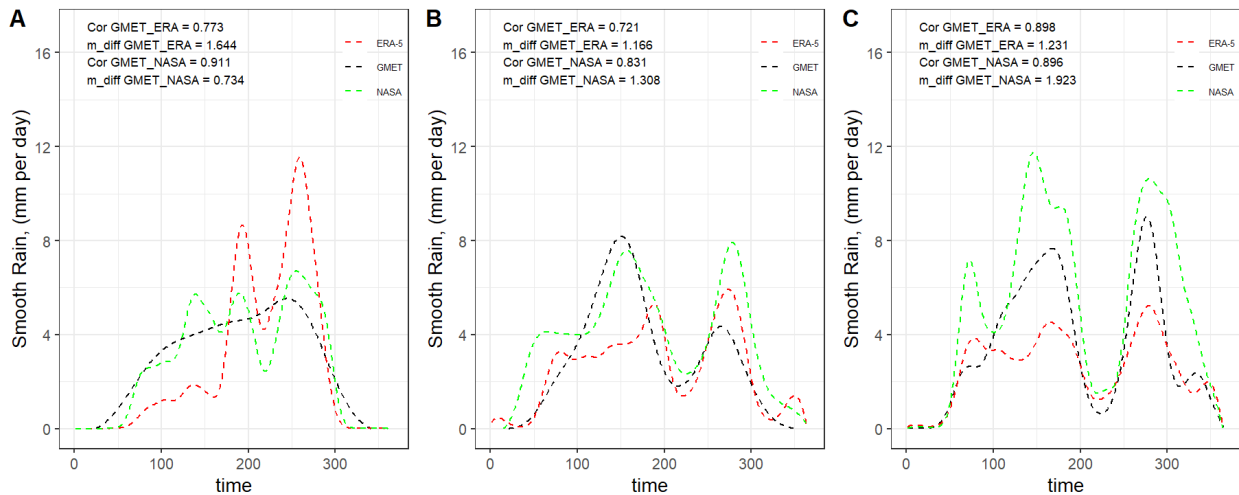 A
Cor GMET_ERA = 0.773
m_diff GMET_ERA = 1.644
Cor GMET_NASA = 0.911
m_diff GMET_NASA = 0.734
ERA-5
GMET
NASA
Smooth Rain, (mm per day)
16
12
8
4
0
0 100 200 300
time
B
Cor GMET_ERA = 0.721
m_diff GMET_ERA = 1.166
Cor GMET_NASA = 0.831
m_diff GMET_NASA = 1.308
ERA-5
GMET
NASA
Smooth Rain, (mm per day)
16
12
8
4
0
0 100 200 300
time
C
Cor GMET_ERA = 0.898
m_diff GMET_ERA = 1.231
Cor GMET_NASA = 0.896
m_diff GMET_NASA = 1.923
ERA-5
GMET
NASA
Smooth Rain, (mm per day)
16
12
8
4
0
0 100 200 300
time